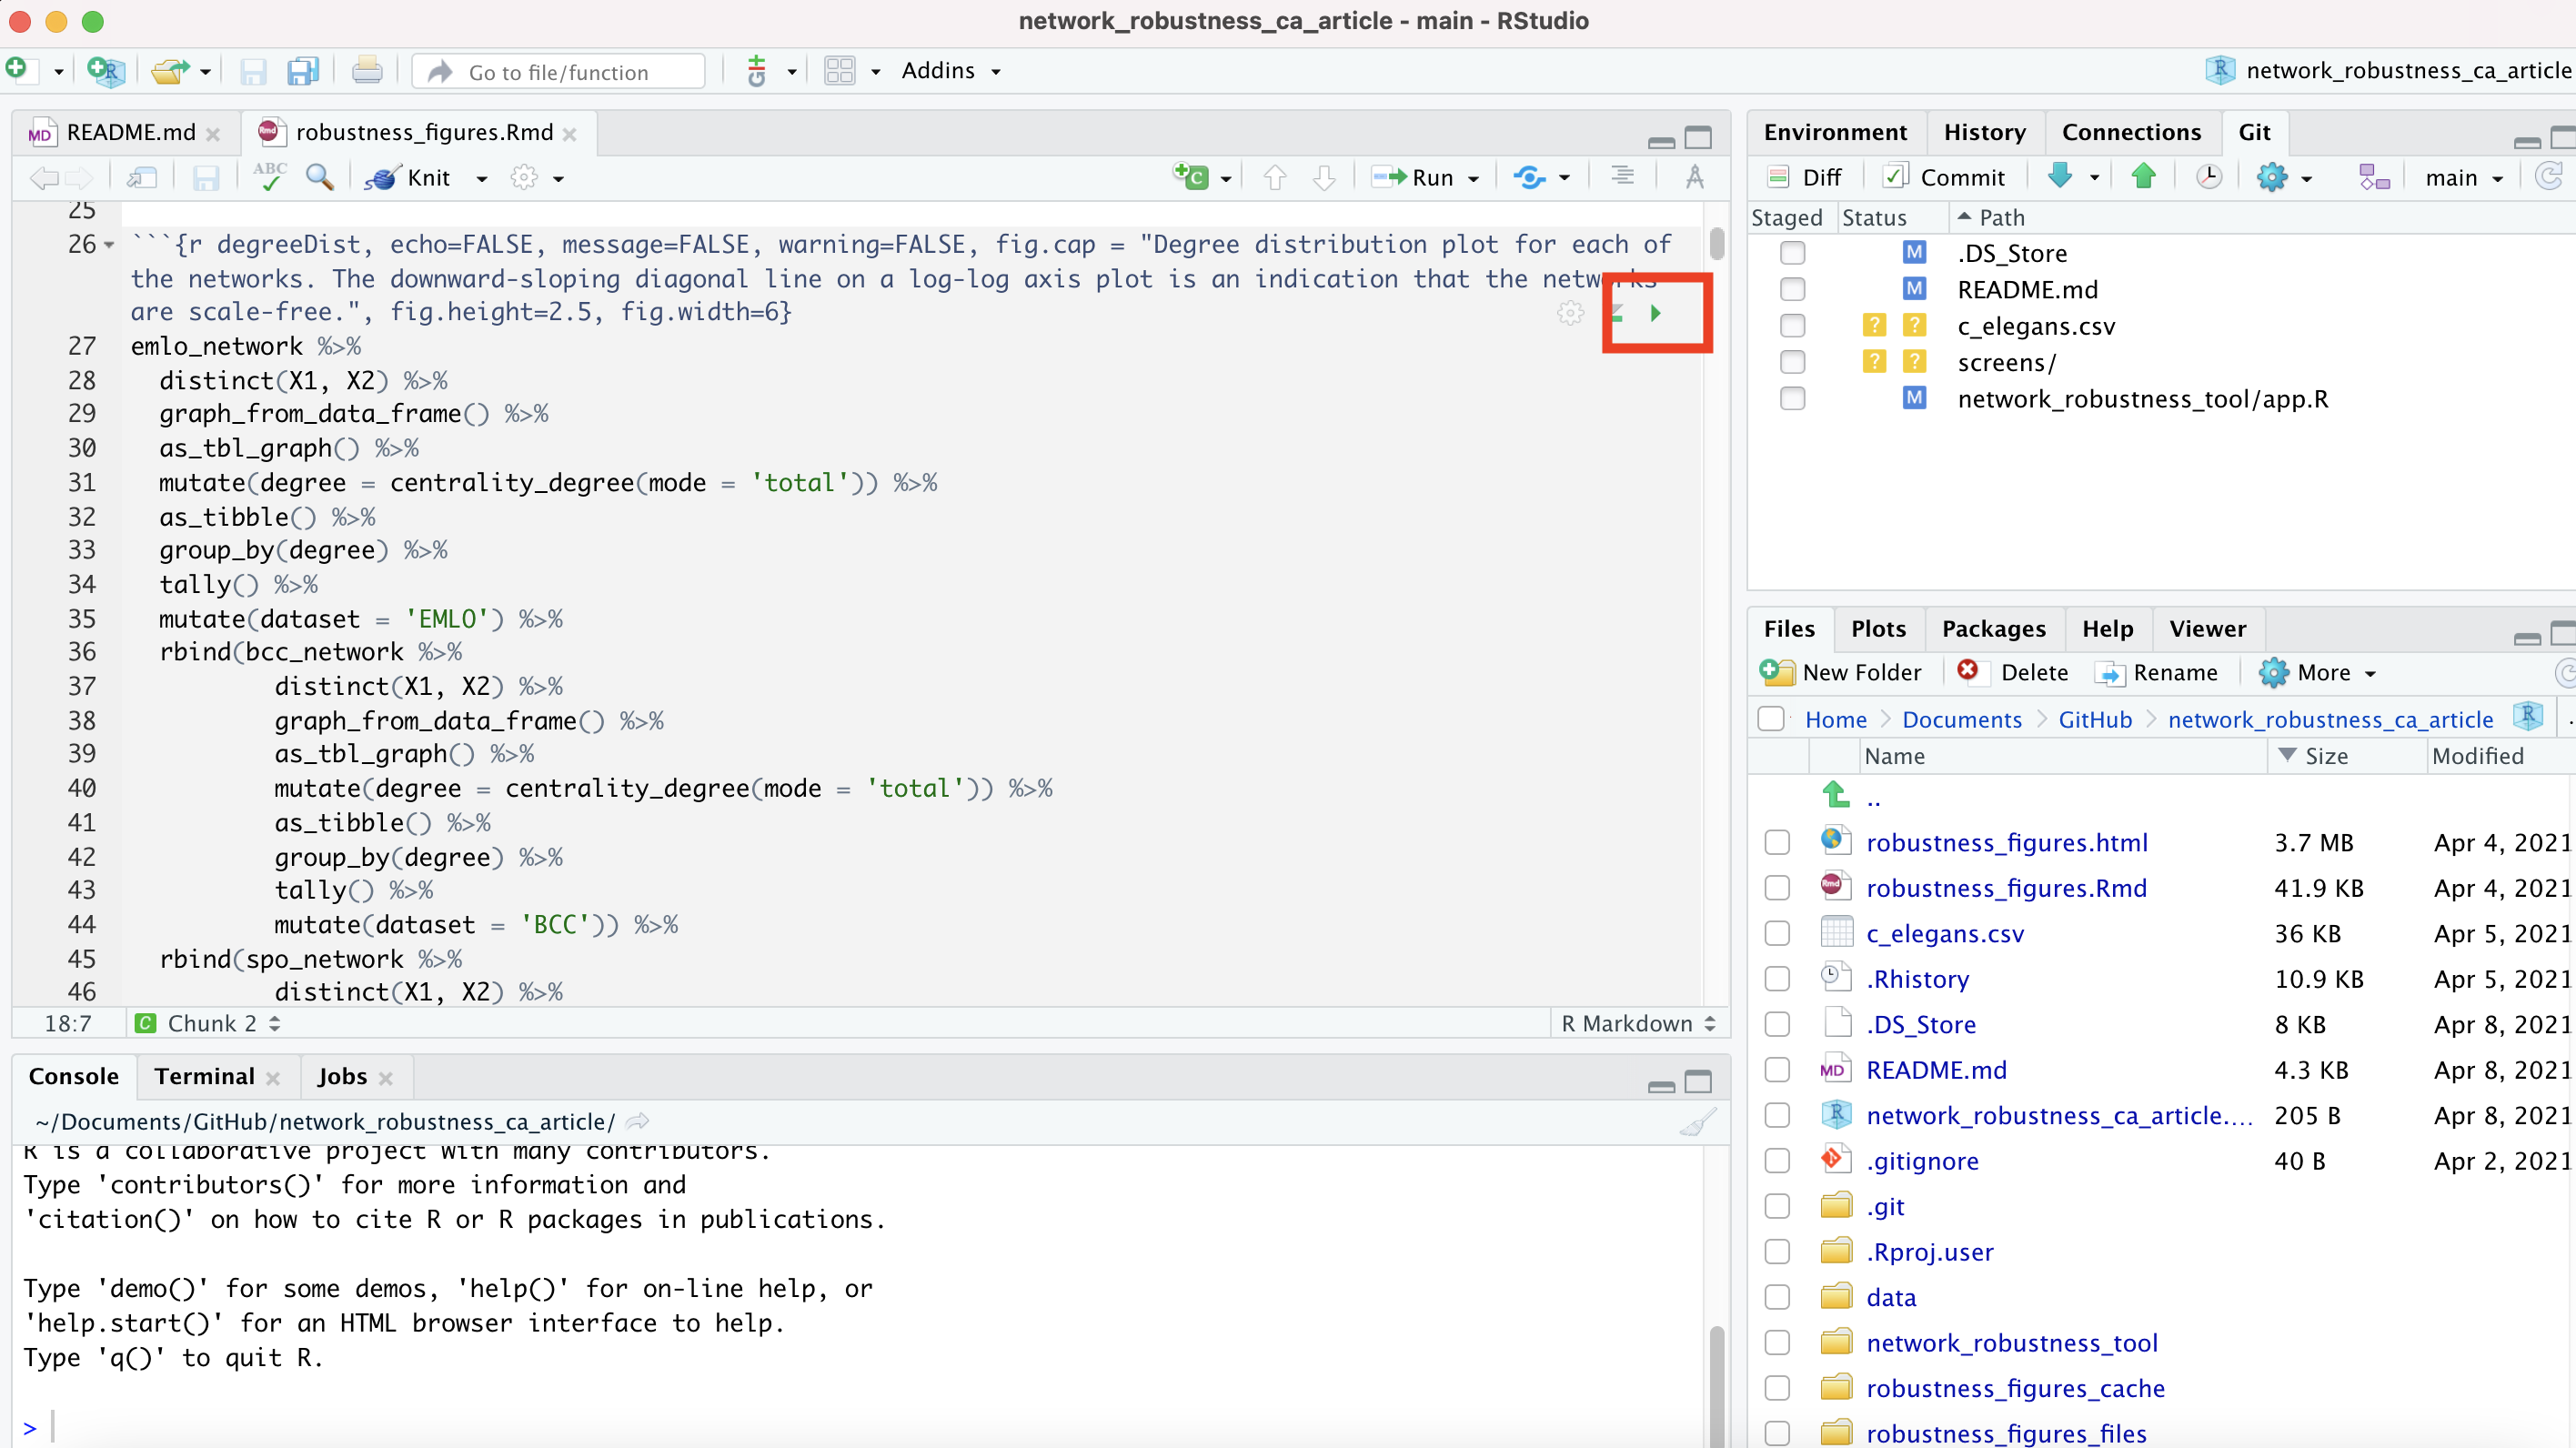 network_robustness_ca_article - main - RStudio
Go to file/function
Addins
network_robustness_ca_article
README.md
robustness_figures.Rmd
ABC
Knit
Run
25
26 ```{r degreeDist, echo=FALSE, message=FALSE, warning=FALSE, fig.cap = "Degree distribution plot for each of
the networks. The downward-sloping diagonal line on a log-log axis plot is an indication that the networks
are scale-free.", fig.height=2.5, fig.width=6}
27 emlo_network %>%
28 distinct(X1, X2) %>%
29 graph_from_data_frame() %>%
30 as_tbl_graph() %>%
31 mutate(degree = centrality_degree(mode = 'total')) %>%
32 as_tibble() %>%
33 group_by(degree) %>%
34 tally() %>%
35 mutate(dataset = 'EMLO') %>%
36 rbind(bcc_network %>%
37 distinct(X1, X2) %>%
38 graph_from_data_frame() %>%
39 as_tbl_graph() %>%
40 mutate(degree = centrality_degree(mode = 'total')) %>%
41 as_tibble() %>%
42 group_by(degree) %>%
43 tally() %>%
44 mutate(dataset = 'BCC')) %>%
45 rbind(spo_network %>%
46 distinct(X1, X2) %>%
18:7 C Chunk 2 R Markdown
Console Terminal Jobs
~/Documents/GitHub/network_robustness_ca_article/
R is a collaborative project with many contributors.
Type 'contributors()' for more information and
'citation()' on how to cite R or R packages in publications.
Type 'demo()' for some demos, 'help()' for on-line help, or
'help.start()' for an HTML browser interface to help.
Type 'q()' to quit R.
>
Environment History Connections Git
Diff Commit main
Staged Status Path
M .DS_Store
M README.md
? ? c_elegans.csv
? ? screens/
M network_robustness_tool/app.R
Files Plots Packages Help Viewer
New Folder Delete Rename More
Home Documents GitHub network_robustness_ca_article
Name Size Modified
..
robustness_figures.html 3.7 MB Apr 4, 2021
robustness_figures.Rmd 41.9 KB Apr 4, 2021
c_elegans.csv 36 KB Apr 5, 2021
.Rhistory 10.9 KB Apr 5, 2021
.DS_Store 8 KB Apr 8, 2021
README.md 4.3 KB Apr 8, 2021
network_robustness_ca_article.... 205 B Apr 8, 2021
.gitignore 40 B Apr 2, 2021
.git
.Rproj.user
data
network_robustness_tool
robustness_figures_cache
robustness_figures_files